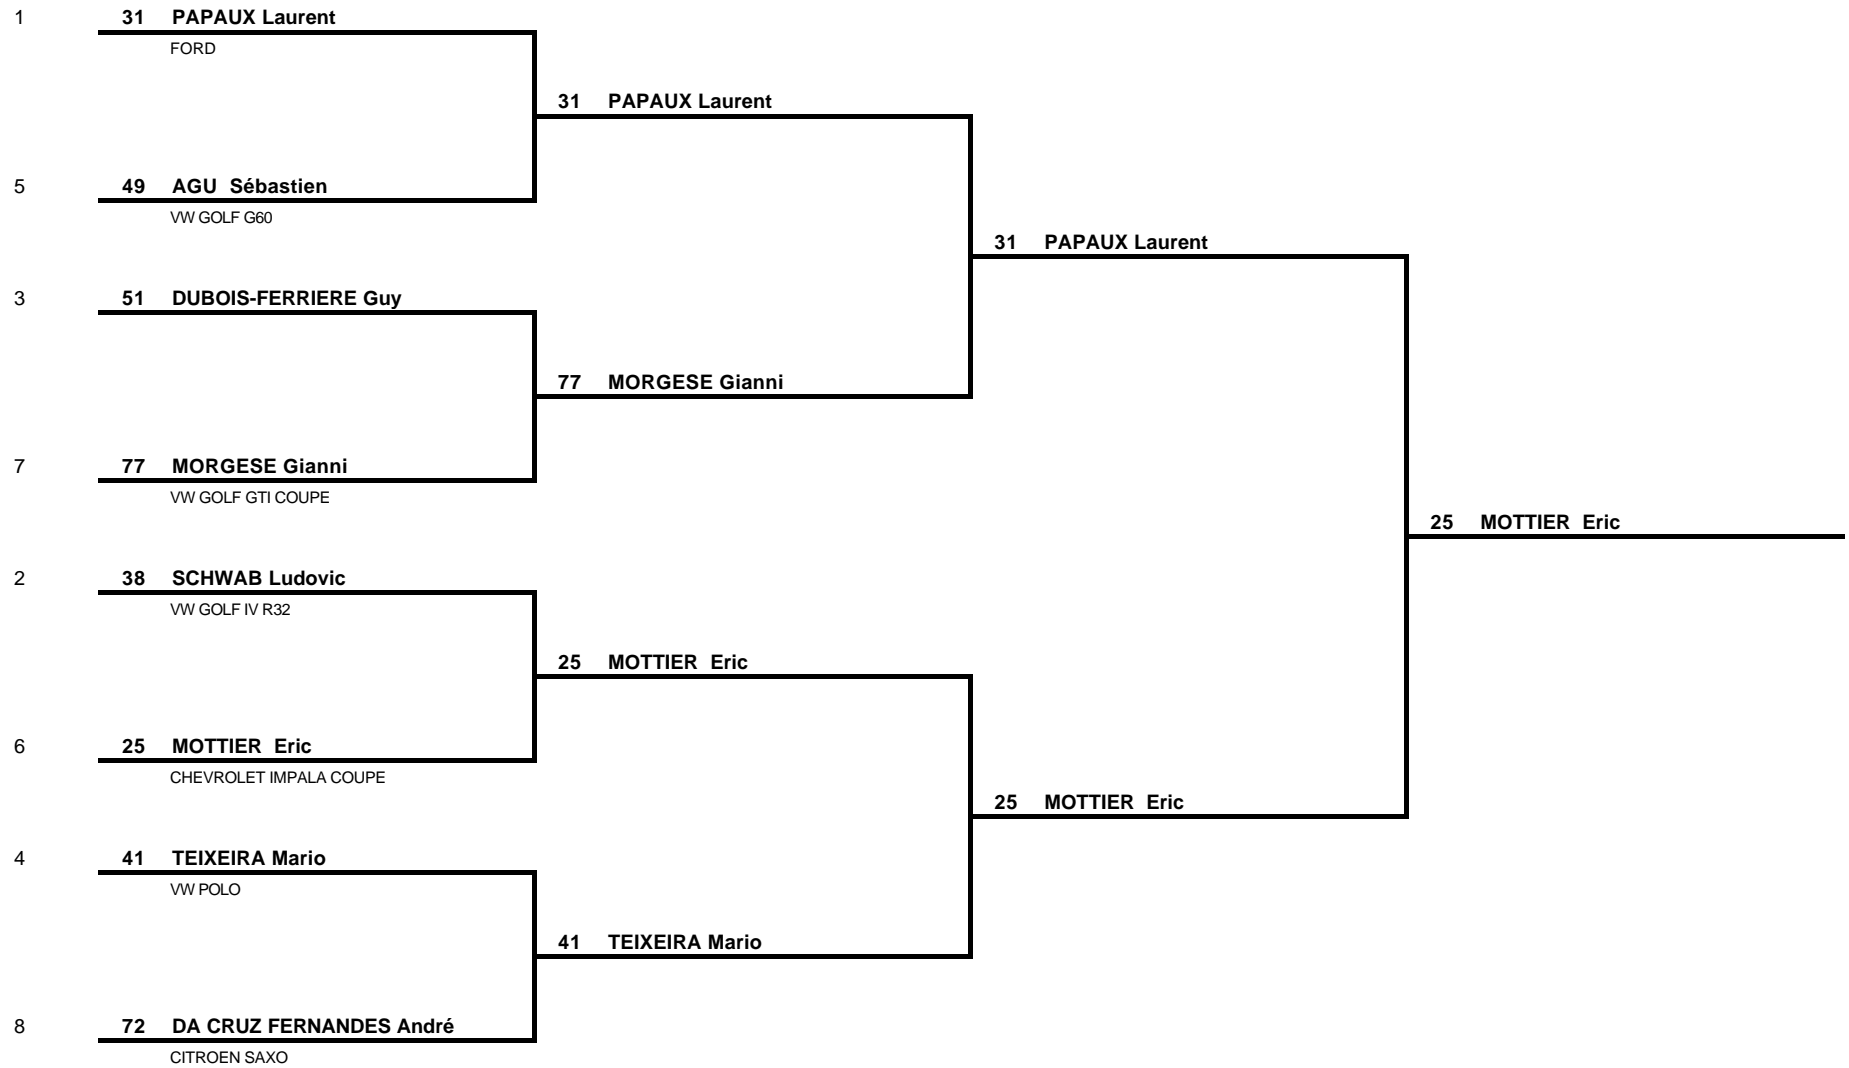 1 31 PAPAUX Laurent
FORD
31 PAPAUX Laurent
5 49 AGU Sébastien
VW GOLF G60
31 PAPAUX Laurent
3 51 DUBOIS-FERRIERE Guy
77 MORGESE Gianni
7 77 MORGESE Gianni
VW GOLF GTI COUPE
25 MOTTIER Eric
2 38 SCHWAB Ludovic
VW GOLF IV R32
25 MOTTIER Eric
6 25 MOTTIER Eric
CHEVROLET IMPALA COUPE
25 MOTTIER Eric
4 41 TEIXEIRA Mario
VW POLO
41 TEIXEIRA Mario
8 72 DA CRUZ FERNANDES André
CITROEN SAXO